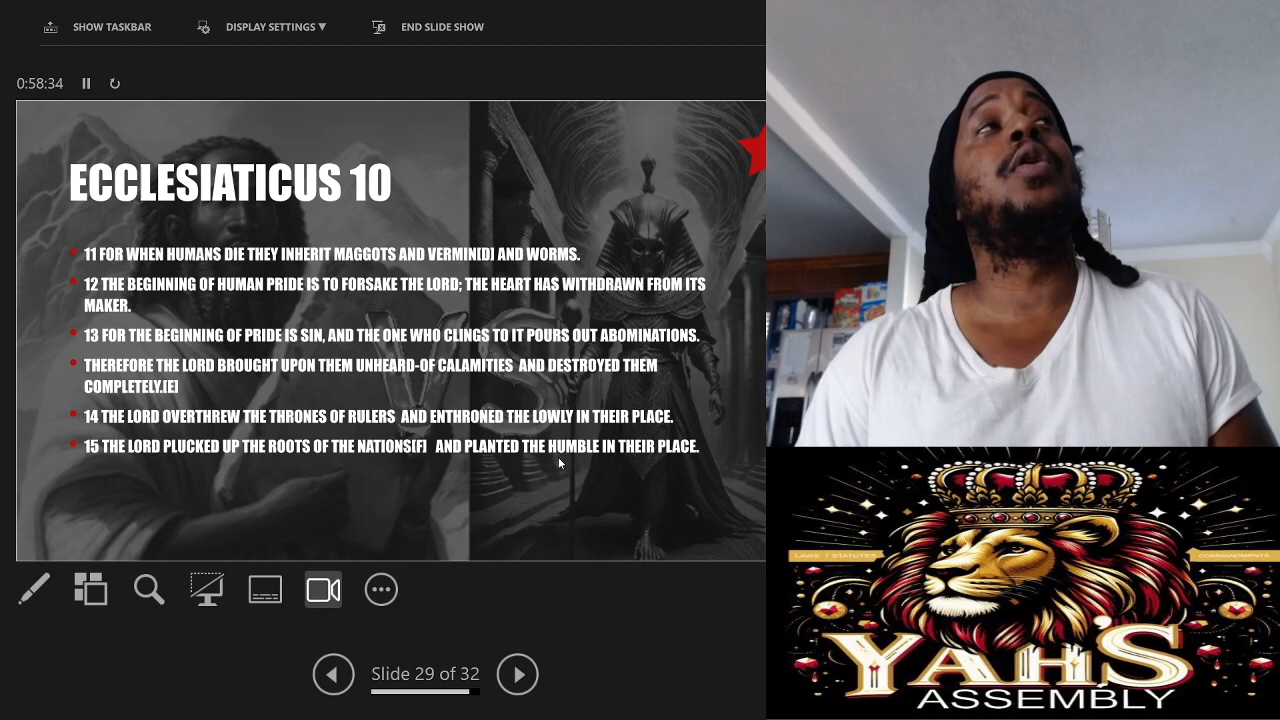 SHOW TASKBAR
DISPLAY SETTINGS ▼
END SLIDE SHOW
0:58:34
ECCLESIATICUS 10
11 FOR WHEN HUMANS DIE THEY INHERIT MAGGOTS AND VERMIN[D] AND WORMS.
12 THE BEGINNING OF HUMAN PRIDE IS TO FORSAKE THE LORD; THE HEART HAS WITHDRAWN FROM ITS
MAKER.
13 FOR THE BEGINNING OF PRIDE IS SIN, AND THE ONE WHO CLINGS TO IT POURS OUT ABOMINATIONS.
THEREFORE THE LORD BROUGHT UPON THEM UNHEARD-OF CALAMITIES AND DESTROYED THEM
COMPLETELY.[E]
14 THE LORD OVERTHREW THE THRONES OF RULERS AND ENTHRONED THE LOWLY IN THEIR PLACE.
15 THE LORD PLUCKED UP THE ROOTS OF THE NATIONS[F] AND PLANTED THE HUMBLE IN THEIR PLACE.
Slide 29 of 32
LAWS
STATUTES
COMMANDMENTS
YAH'S
ASSEMBLY